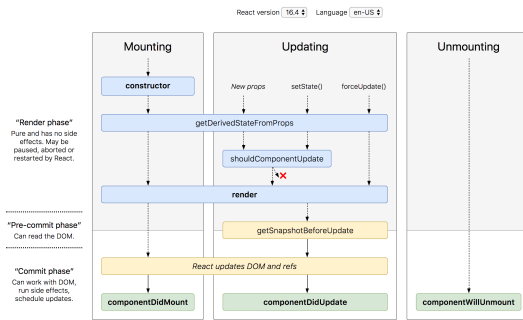 React version 16.4 Language en-US
Mounting
Updating
Unmounting
constructor
New props
setState()
forceUpdate()
"Render phase"
Pure and has no side
effects. May be
paused, aborted or
restarted by React.
getDerivedStateFromProps
shouldComponentUpdate
render
"Pre-commit phase"
Can read the DOM.
getSnapshotBeforeUpdate
"Commit phase"
Can work with DOM,
run side effects,
schedule updates.
React updates DOM and refs
componentDidMount
componentDidUpdate
componentWillUnmount